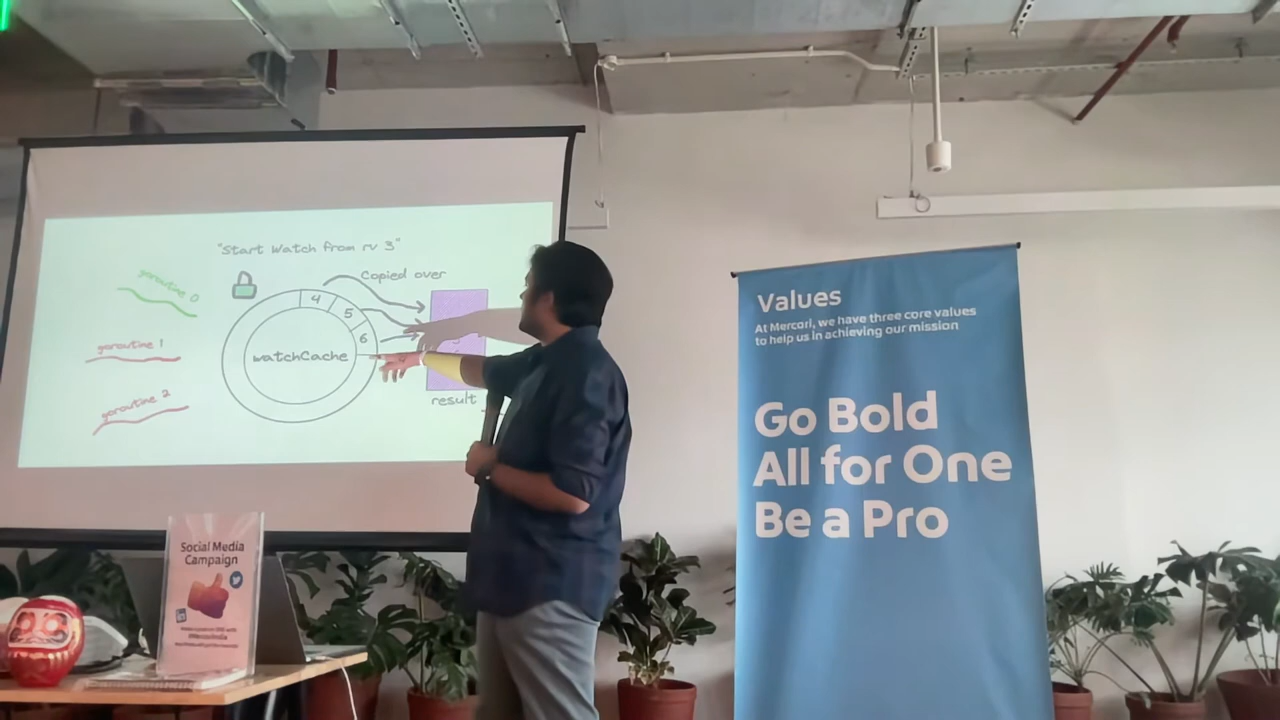 "Start Watch from rv 3"
Copied over
goroutine 0
4
5
6
goroutine 1
watchCache
goroutine 2
result
Values
At Mercari, we have three core values
to help us in achieving our mission
Go Bold
All for One
Be a Pro
Social Media
Campaign
#MercariIndia